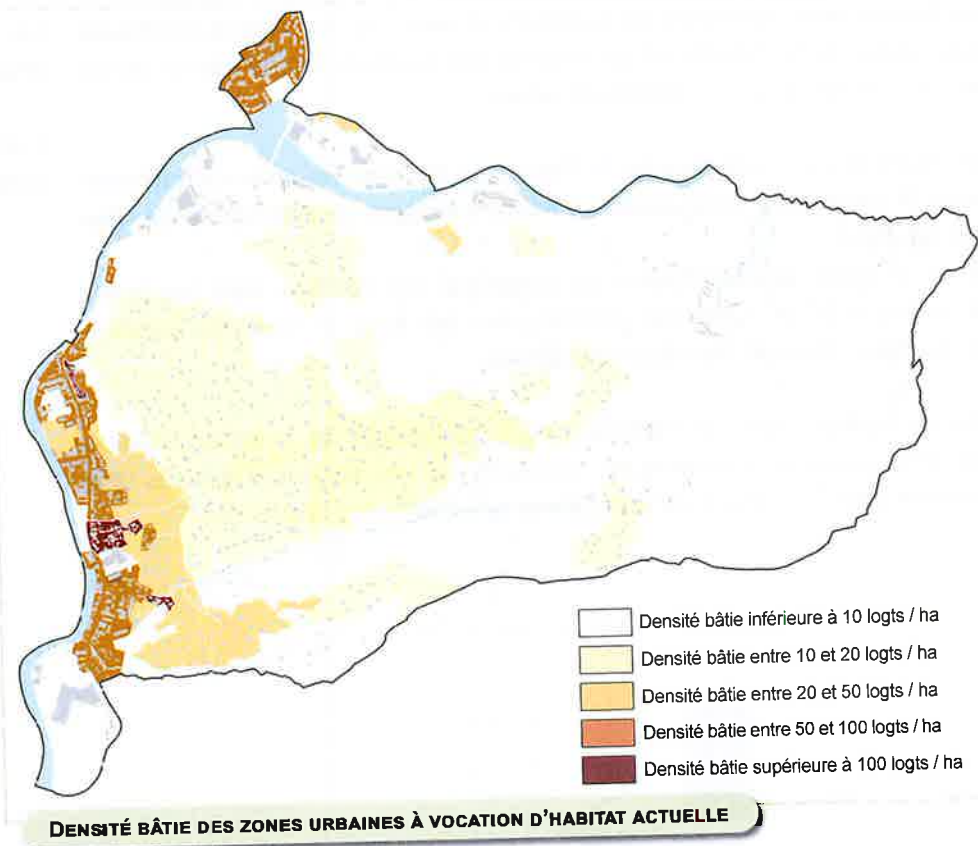 Densité bâtie inférieure à 10 logts / ha
Densité bâtie entre 10 et 20 logts / ha
Densité bâtie entre 20 et 50 logts / ha
Densité bâtie entre 50 et 100 logts / ha
Densité bâtie supérieure à 100 logts / ha
DENSITÉ BÂTIE DES ZONES URBAINES À VOCATION D'HABITAT ACTUELLE